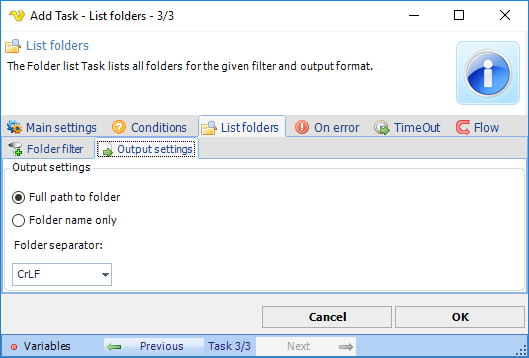 Add Task - List folders - 3/3
List folders
The Folder list Task lists all folders for the given filter and output format.
Main settings Conditions List folders On error TimeOut Flow
Folder filter Output settings
Output settings
Full path to folder
Folder name only
Folder separator:
CrLF
Cancel OK
Variables Previous Task 3/3 Next